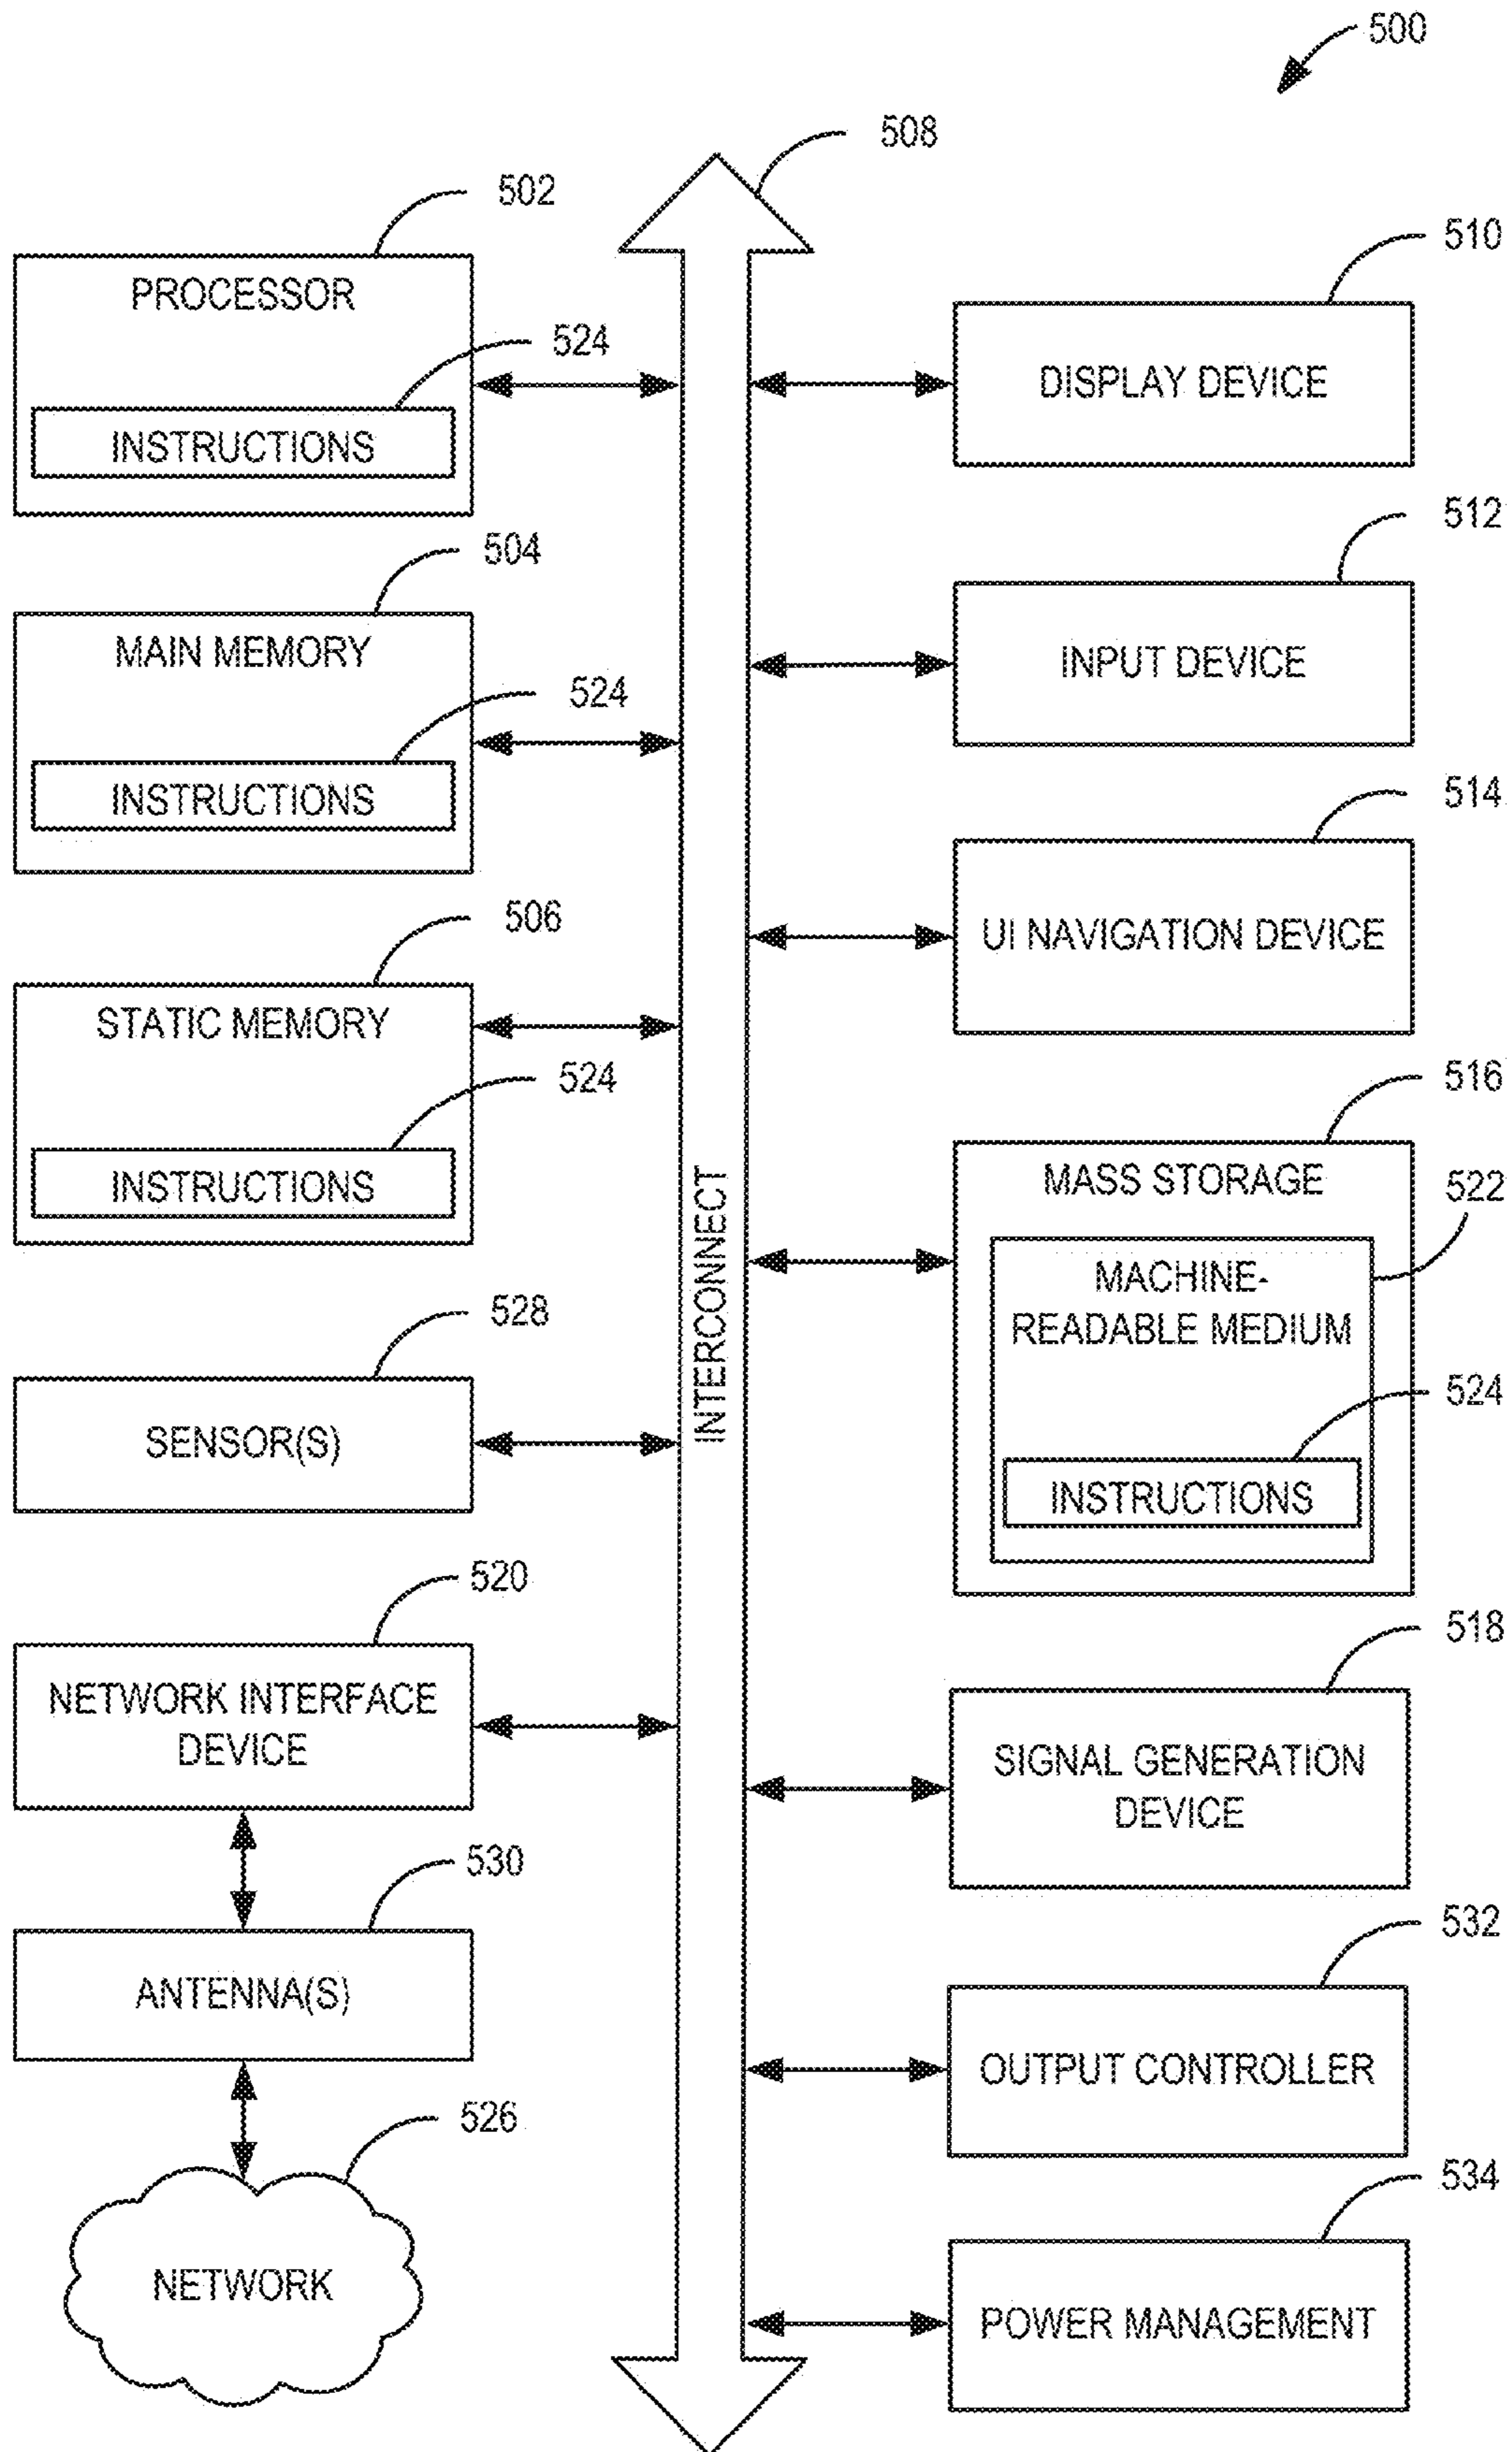 500
508
502
PROCESSOR
524
INSTRUCTIONS
504
MAIN MEMORY
524
INSTRUCTIONS
506
STATIC MEMORY
524
INSTRUCTIONS
528
SENSOR(S)
520
NETWORK INTERFACE
DEVICE
530
ANTENNA(S)
526
NETWORK
INTERCONNECT
510
DISPLAY DEVICE
512
INPUT DEVICE
514
UI NAVIGATION DEVICE
516
MASS STORAGE
522
MACHINE-
READABLE MEDIUM
524
INSTRUCTIONS
518
SIGNAL GENERATION
DEVICE
532
OUTPUT CONTROLLER
534
POWER MANAGEMENT